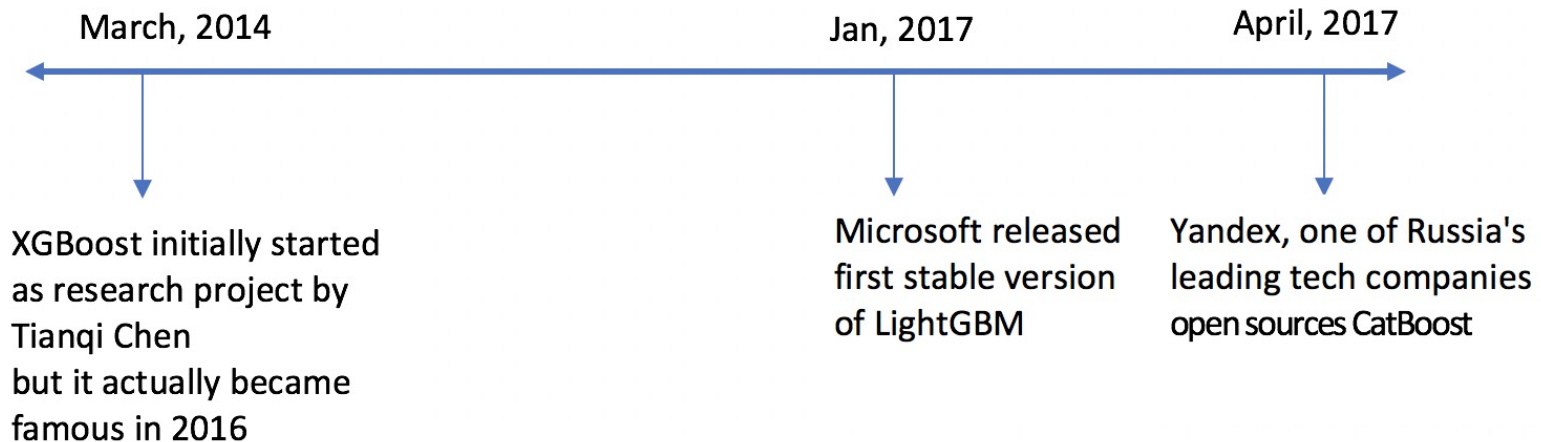 March, 2014
Jan, 2017
April, 2017
XGBoost initially started
as research project by
Tianqi Chen
but it actually became
famous in 2016
Microsoft released
first stable version
of LightGBM
Yandex, one of Russia's
leading tech companies
open sources CatBoost